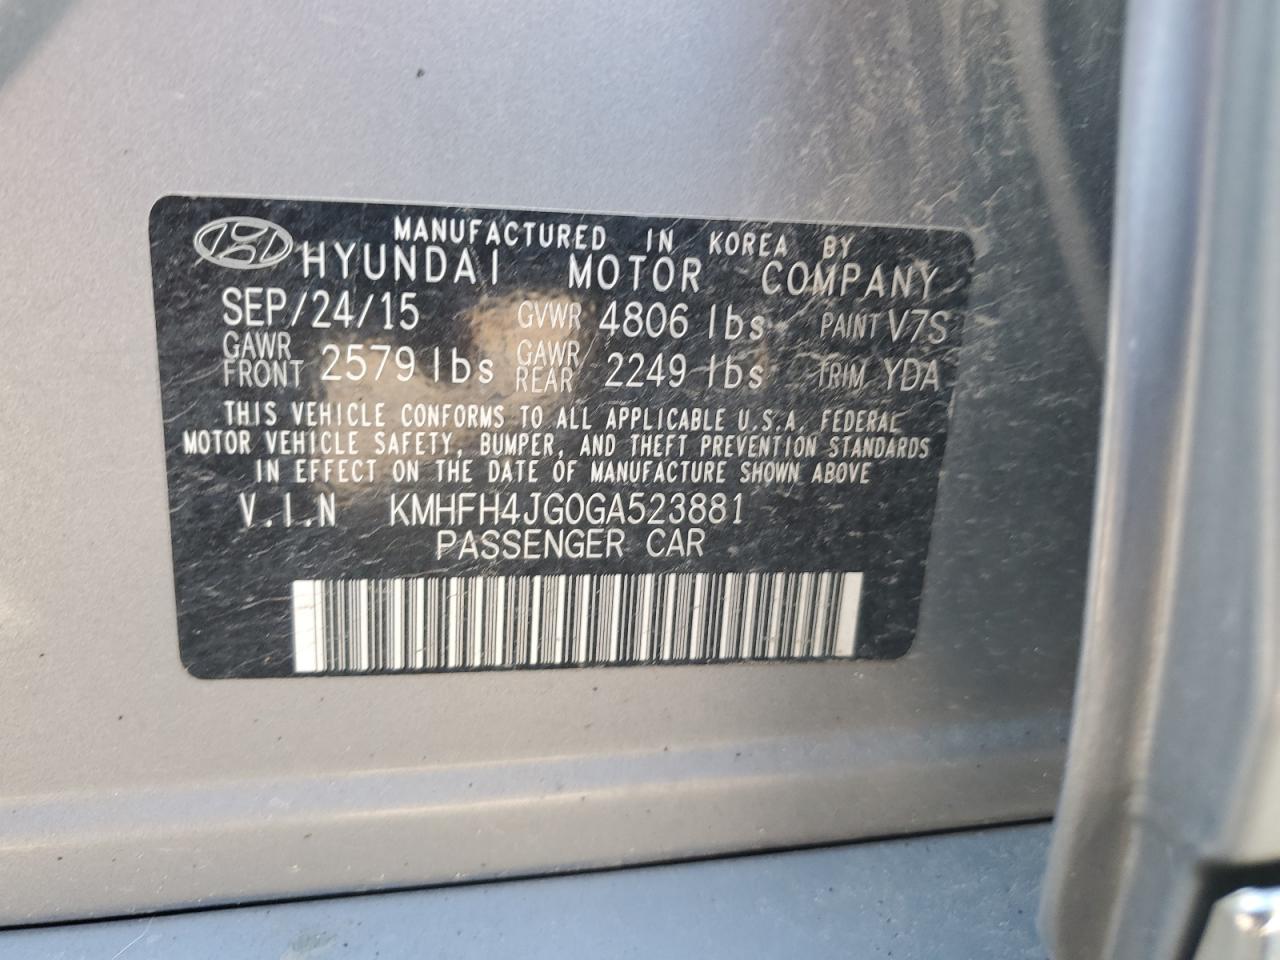 MANUFACTURED IN KOREA BY
HYUNDAI MOTOR COMPANY
SEP/24/15 GVWR 4806 lbs PAINT V7S
GAWR FRONT 2579 lbs GAWR REAR 2249 lbs TRIM YDA
THIS VEHICLE CONFORMS TO ALL APPLICABLE U.S.A. FEDERAL
MOTOR VEHICLE SAFETY, BUMPER, AND THEFT PREVENTION STANDARDS
IN EFFECT ON THE DATE OF MANUFACTURE SHOWN ABOVE
V.I.N KMHFH4JG0GA523881
PASSENGER CAR